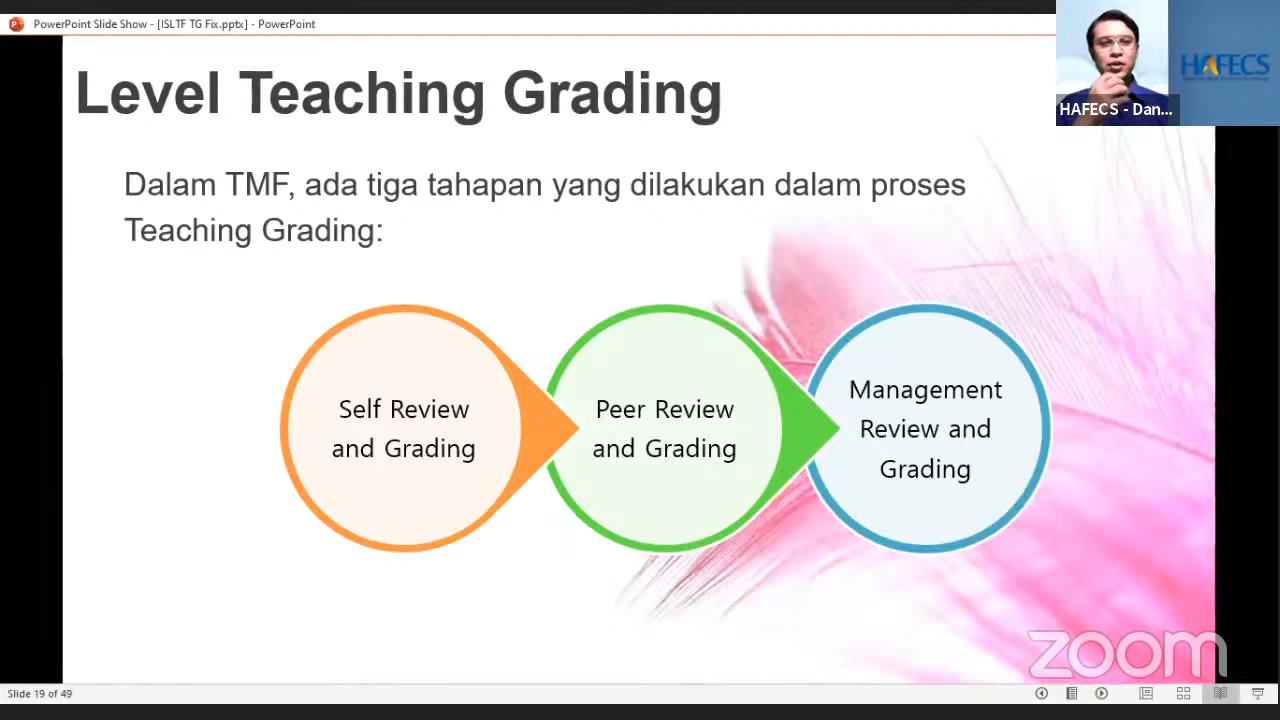 PowerPoint Slide Show - [ISLTF TG Fix.pptx] - PowerPoint
HAFECS
HAFECS - Dan...
Level Teaching Grading
Dalam TMF, ada tiga tahapan yang dilakukan dalam proses
Teaching Grading:
Self Review
and Grading
Peer Review
and Grading
Management
Review and
Grading
zoom
Slide 19 of 49